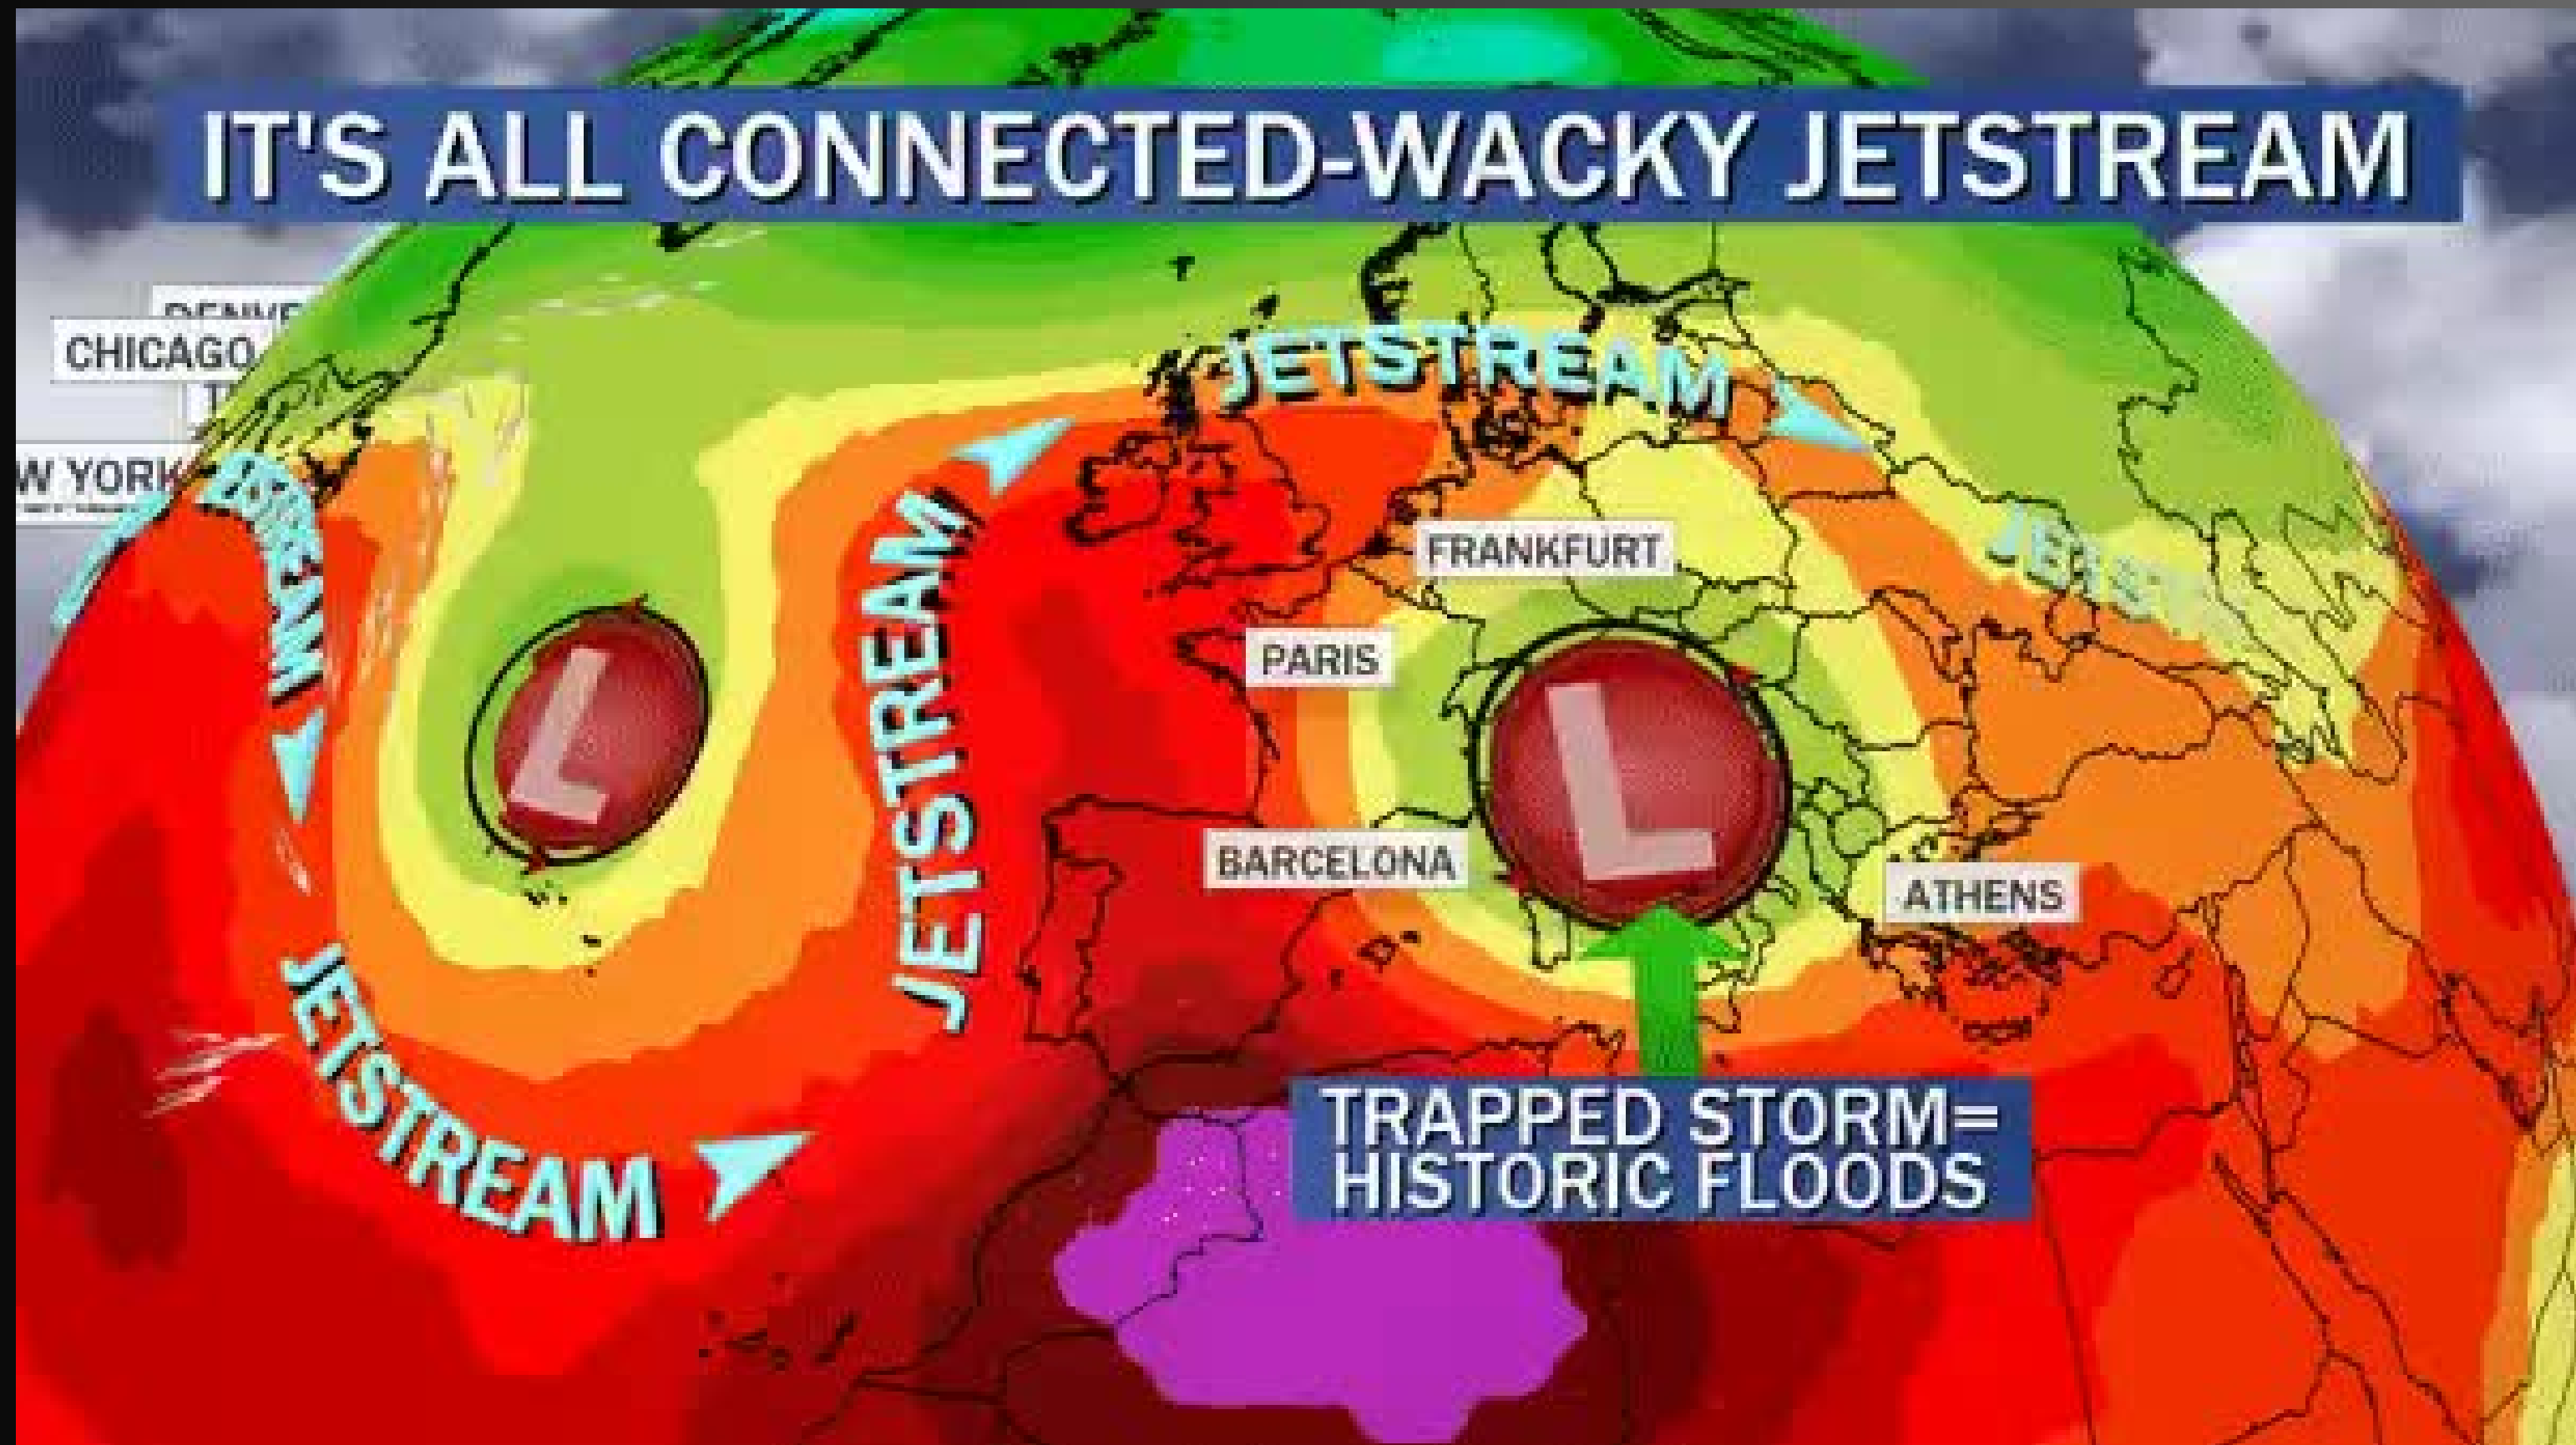 IT'S ALL CONNECTED-WACKY JETSTREAM
CHICAGO
W YORK
JETSTREAM
FRANKFURT
PARIS
L
JETSTREAM
L
BARCELONA
ATHENS
JETSTREAM
TRAPPED STORM=
HISTORIC FLOODS